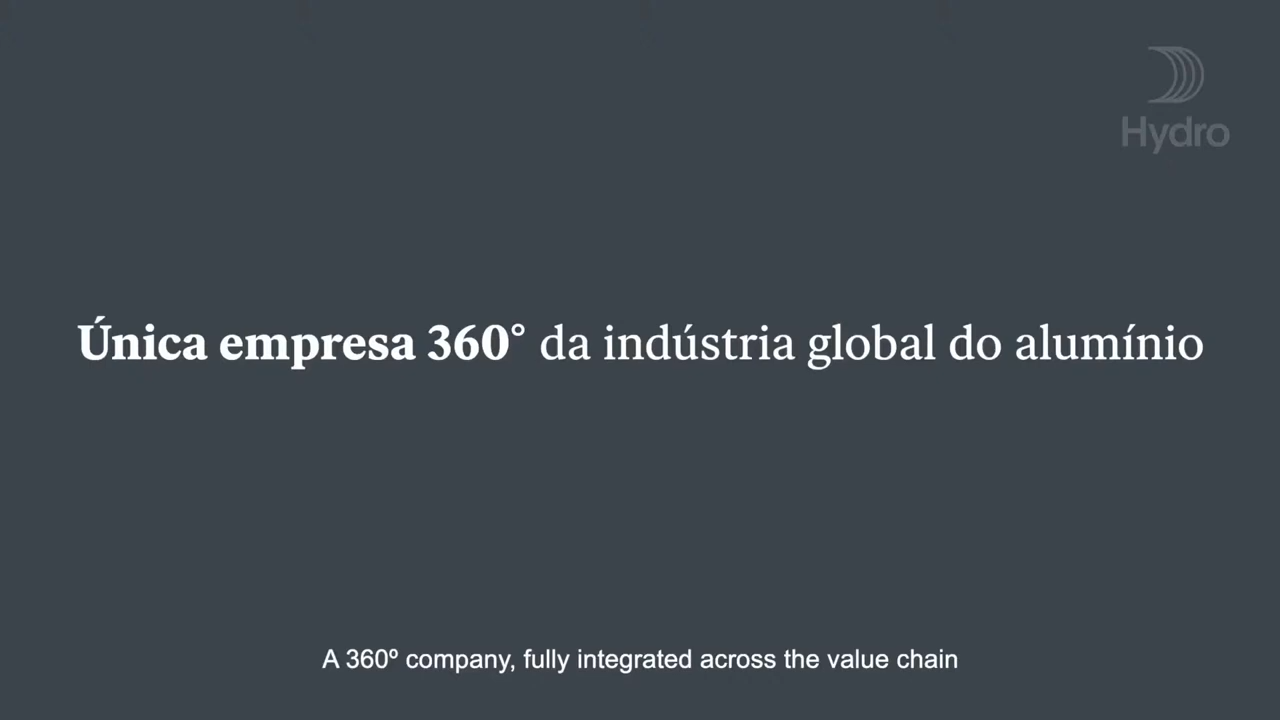 Hydro
Única empresa 360° da indústria global do alumínio
A 360º company, fully integrated across the value chain